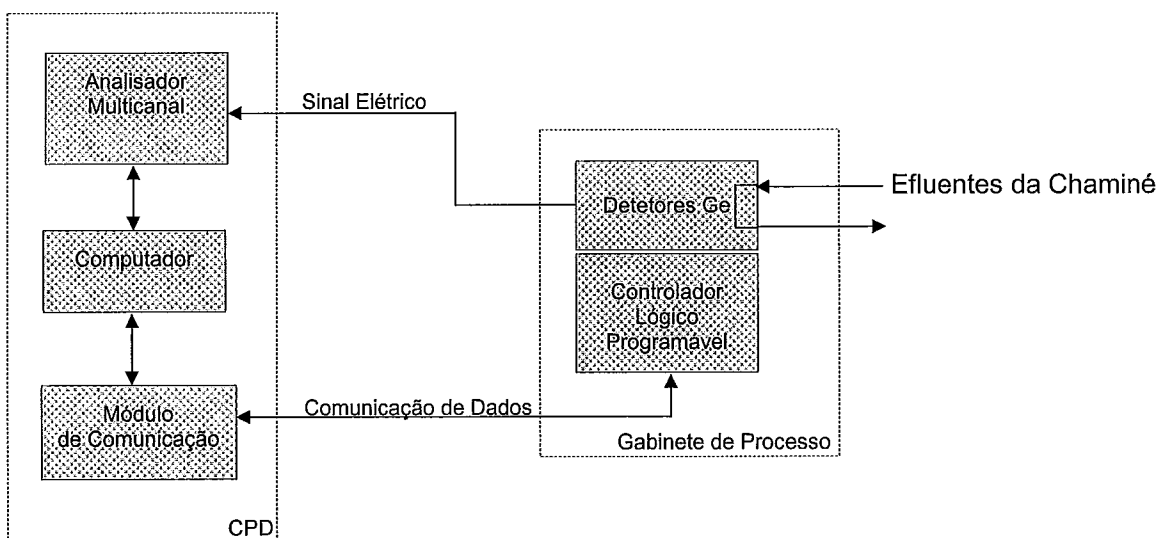 Analisador
Multicanal
Sinal Elétrico
Efluentes da Chaminé
Detetores Ge
Computador
Controlador
Lógico
Programável
Módulo
de Comunicação
Comunicação de Dados
Gabinete de Processo
CPD